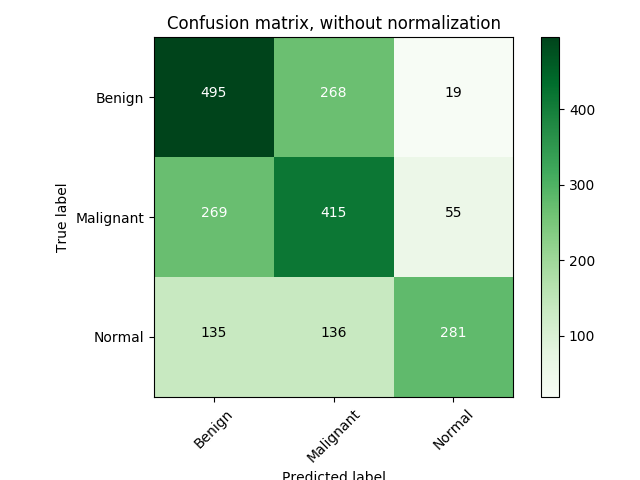 Confusion matrix, without normalization
Benign 495 268 19
Malignant 269 415 55
Normal 135 136 281
Benign Malignant Normal
True label
Predicted label
400
300
200
100